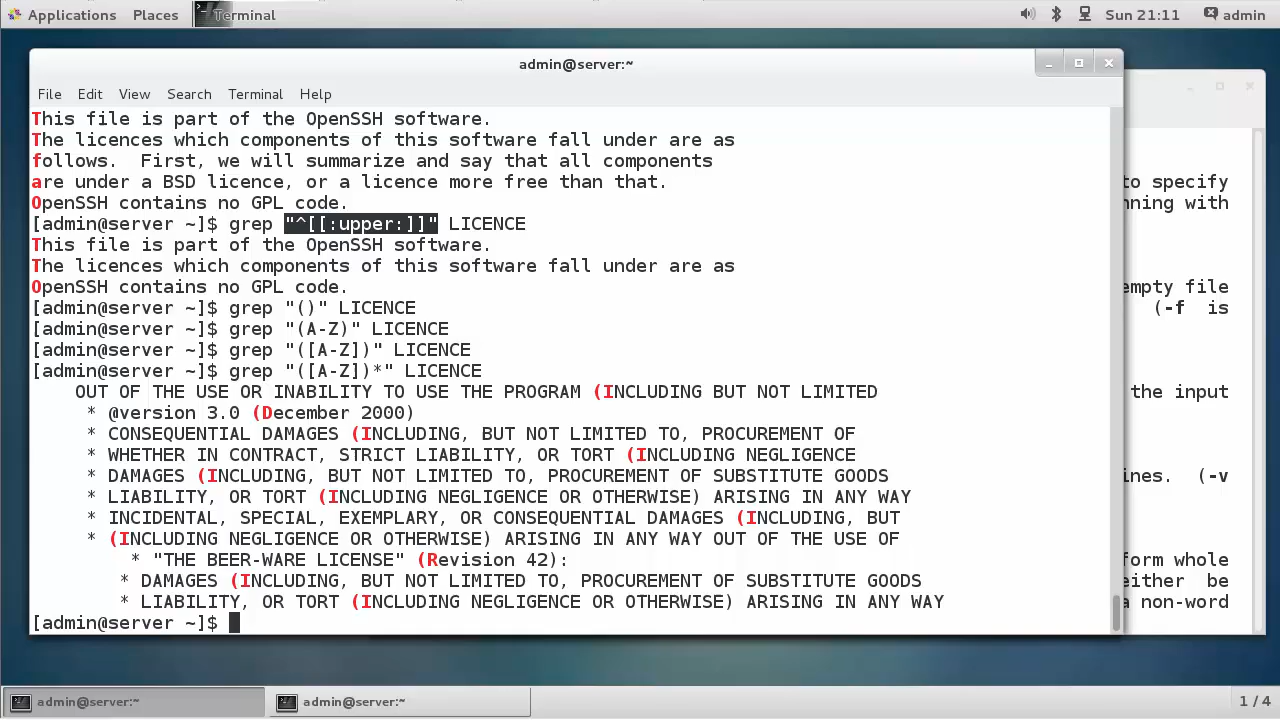 Applications Places Terminal Sun 21:11 admin
admin@server:~
File Edit View Search Terminal Help
This file is part of the OpenSSH software.
The licences which components of this software fall under are as
follows.  First, we will summarize and say that all components
are under a BSD licence, or a licence more free than that.
OpenSSH contains no GPL code.
[admin@server ~]$ grep "^[[:upper:]]" LICENCE
This file is part of the OpenSSH software.
The licences which components of this software fall under are as
OpenSSH contains no GPL code.
[admin@server ~]$ grep "()" LICENCE
[admin@server ~]$ grep "(A-Z)" LICENCE
[admin@server ~]$ grep "([A-Z])" LICENCE
[admin@server ~]$ grep "([A-Z])*" LICENCE
OUT OF THE USE OR INABILITY TO USE THE PROGRAM (INCLUDING BUT NOT LIMITED
* @version 3.0 (December 2000)
* CONSEQUENTIAL DAMAGES (INCLUDING, BUT NOT LIMITED TO, PROCUREMENT OF
* WHETHER IN CONTRACT, STRICT LIABILITY, OR TORT (INCLUDING NEGLIGENCE
* DAMAGES (INCLUDING, BUT NOT LIMITED TO, PROCUREMENT OF SUBSTITUTE GOODS
* LIABILITY, OR TORT (INCLUDING NEGLIGENCE OR OTHERWISE) ARISING IN ANY WAY
* INCIDENTAL, SPECIAL, EXEMPLARY, OR CONSEQUENTIAL DAMAGES (INCLUDING, BUT
* (INCLUDING NEGLIGENCE OR OTHERWISE) ARISING IN ANY WAY OUT OF THE USE OF
* "THE BEER-WARE LICENSE" (Revision 42):
* DAMAGES (INCLUDING, BUT NOT LIMITED TO, PROCUREMENT OF SUBSTITUTE GOODS
* LIABILITY, OR TORT (INCLUDING NEGLIGENCE OR OTHERWISE) ARISING IN ANY WAY
[admin@server ~]$
to specify
nning with
empty file
(-f is
the input
ines. (-v
form whole
either be
a non-word
admin@server:~ admin@server:~ 1 / 4